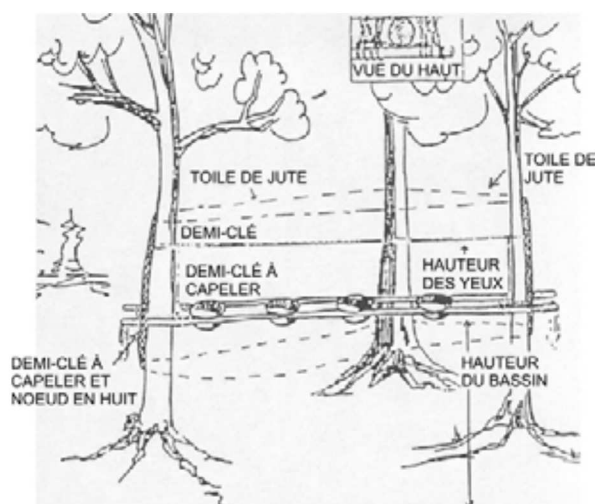 VUE DU HAUT
TOILE DE JUTE
TOILE DE
JUTE
DEMI-CLÉ
DEMI-CLÉ À
CAPELER
HAUTEUR
DES YEUX
DEMI-CLÉ À
CAPELER ET
NOEUD EN HUIT
HAUTEUR
DU BASSIN